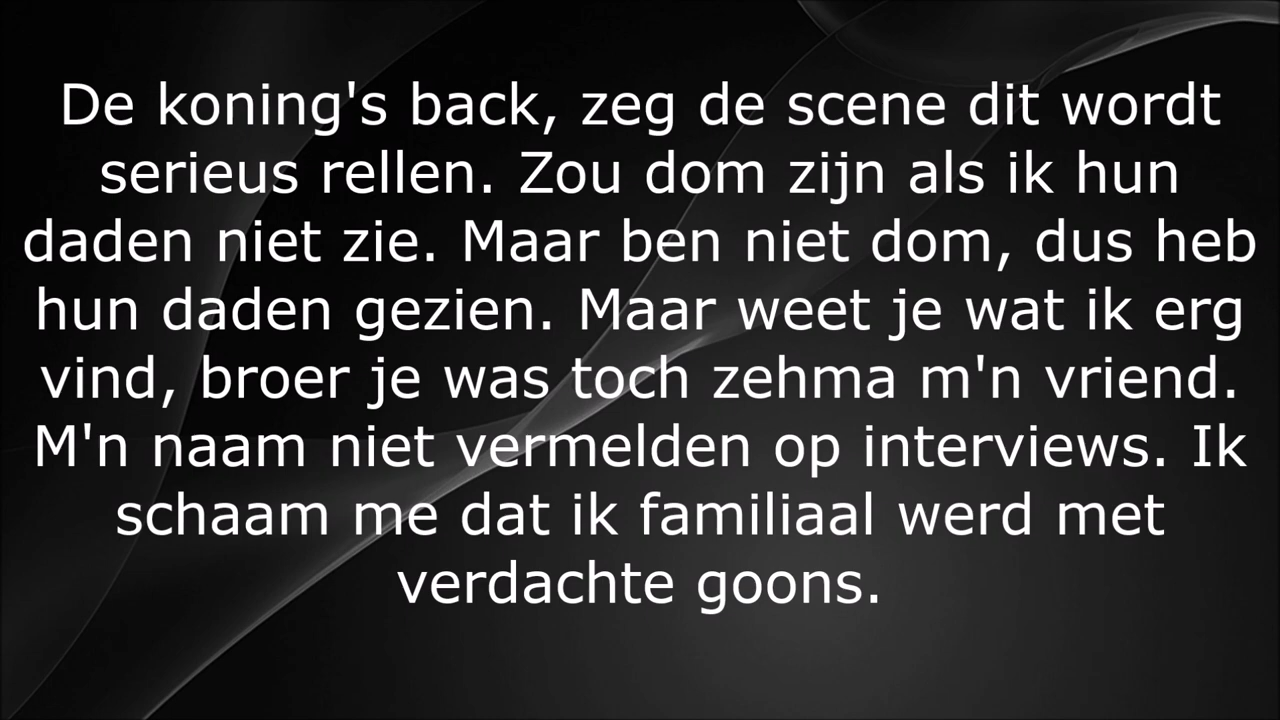 De koning's back, zeg de scene dit wordt
serieus rellen. Zou dom zijn als ik hun
daden niet zie. Maar ben niet dom, dus heb
hun daden gezien. Maar weet je wat ik erg
vind, broer je was toch zehma m'n vriend.
M'n naam niet vermelden op interviews. Ik
schaam me dat ik familiaal werd met
verdachte goons.